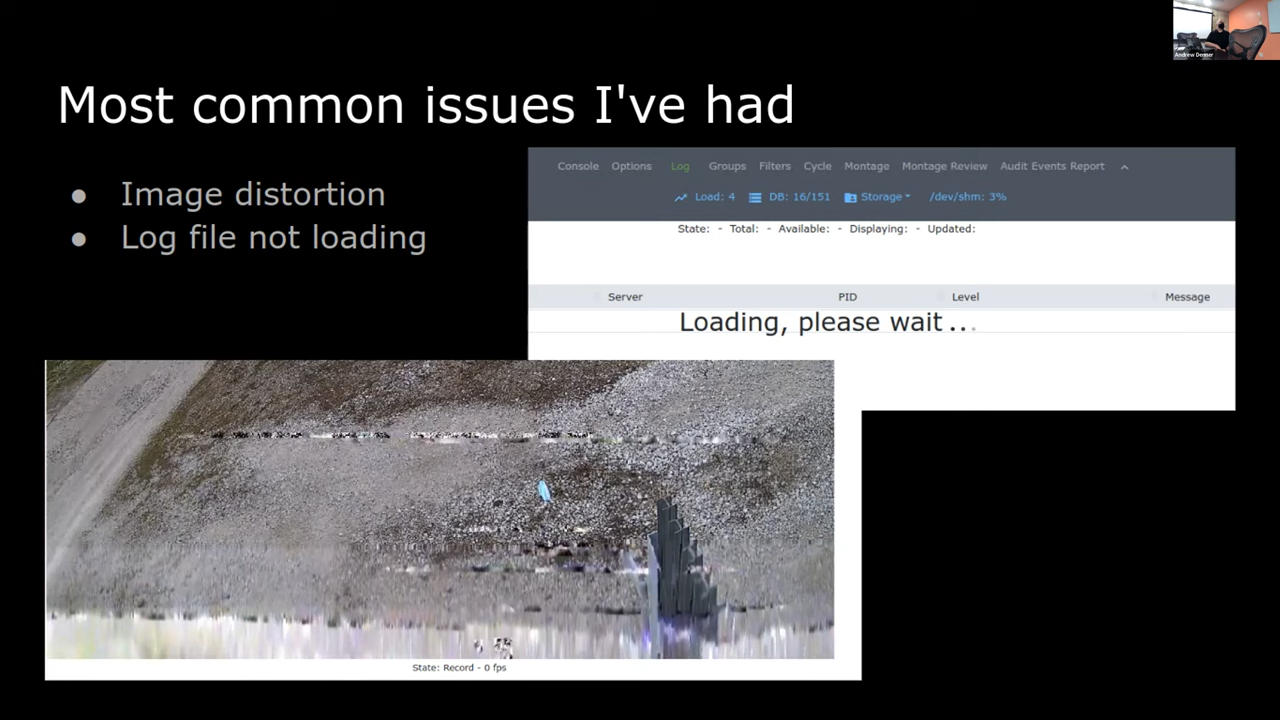 Andrew Denner
Most common issues I've had
● Image distortion
● Log file not loading
Console Options Log Groups Filters Cycle Montage Montage Review Audit Events Report
Load: 4 DB: 16/151 Storage /dev/shm: 3%
State: - Total: - Available: - Displaying: - Updated:
Server PID Level Message
Loading, please wait ...
State: Record - 0 fps